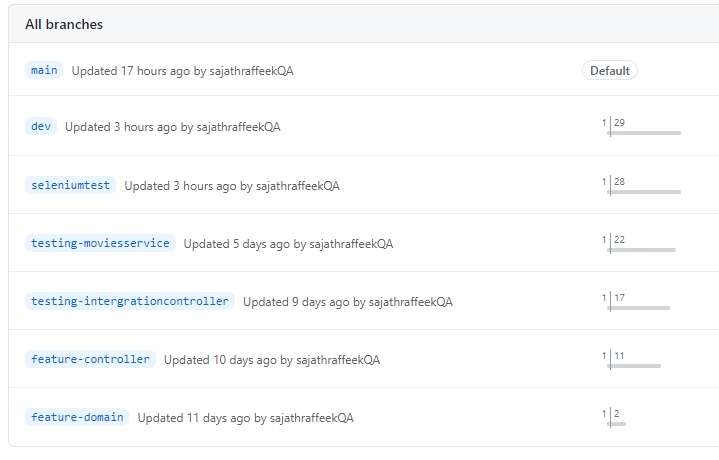 All branches
main Updated 17 hours ago by sajathraffeekQA Default
dev Updated 3 hours ago by sajathraffeekQA 1 29
seleniumtest Updated 3 hours ago by sajathraffeekQA 1 28
testing-moviesservice Updated 5 days ago by sajathraffeekQA 1 22
testing-intergrationcontroller Updated 9 days ago by sajathraffeekQA 1 17
feature-controller Updated 10 days ago by sajathraffeekQA 1 11
feature-domain Updated 11 days ago by sajathraffeekQA 1 2